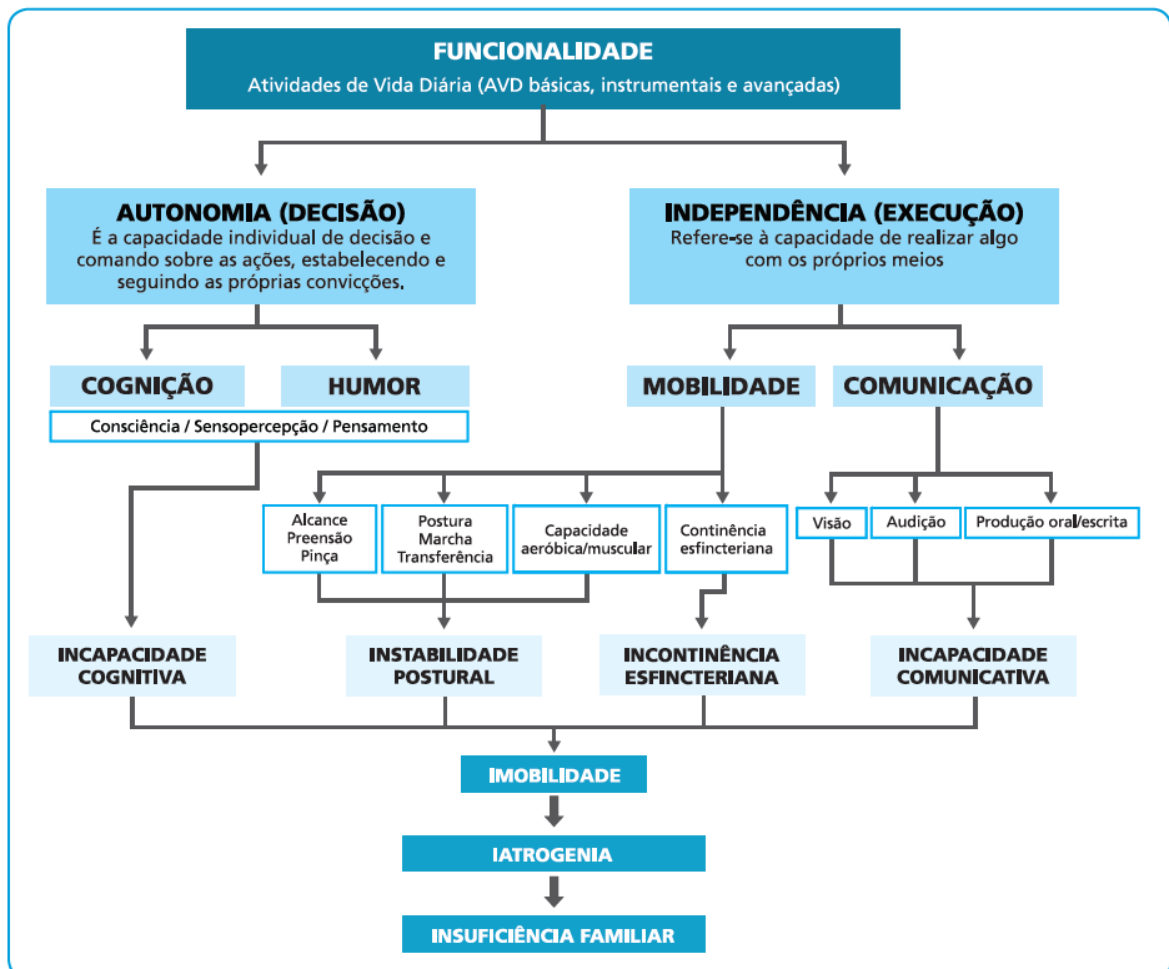 FUNCIONALIDADE
Atividades de Vida Diária (AVD básicas, instrumentais e avançadas)
AUTONOMIA (DECISÃO)
É a capacidade individual de decisão e
comando sobre as ações, estabelecendo e
seguindo as próprias convicções.
INDEPENDÊNCIA (EXECUÇÃO)
Refere-se à capacidade de realizar algo
com os próprios meios
COGNIÇÃO
HUMOR
MOBILIDADE
COMUNICAÇÃO
Consciência / Sensopercepção / Pensamento
Alcance
Preensão
Pinça
Postura
Marcha
Transferência
Capacidade
aeróbica/muscular
Continência
esfincteriana
Visão
Audição
Produção oral/escrita
INCAPACIDADE
COGNITIVA
INSTABILIDADE
POSTURAL
INCONTINÊNCIA
ESFINCTERIANA
INCAPACIDADE
COMUNICATIVA
IMOBILIDADE
IATROGENIA
INSUFICIÊNCIA FAMILIAR